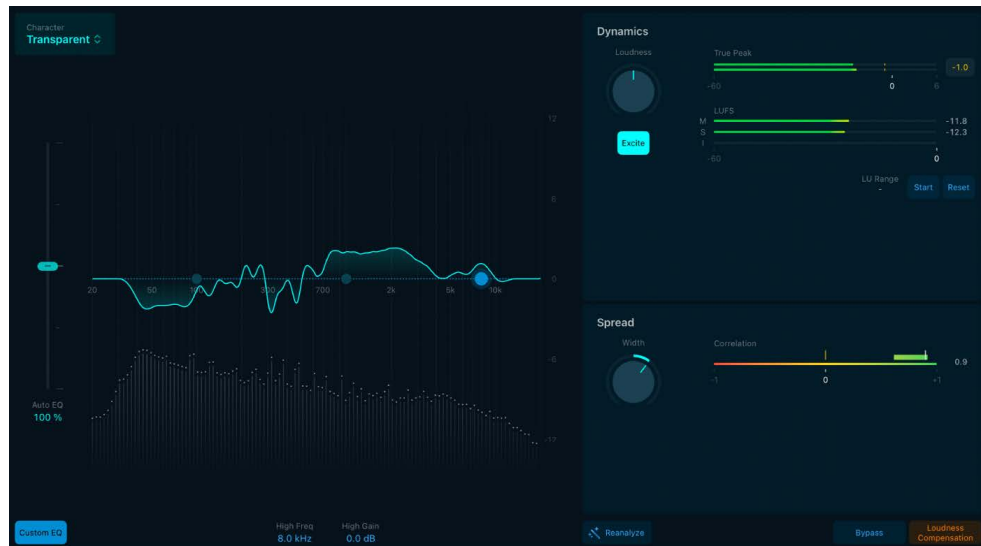 Character
Transparent
Dynamics
Loudness
Excite
True Peak
-1.0
-60
0
6
LUFS
M
-11.8
S
-12.3
I
-60
0
LU Range
-
Start
Reset
12
6
0
-6
-12
20
50
100
300
700
2k
5k
10k
Auto EQ
100 %
Spread
Width
Correlation
0.9
-1
0
+1
Custom EQ
High Freq
8.0 kHz
High Gain
0.0 dB
Reanalyze
Bypass
Loudness
Compensation